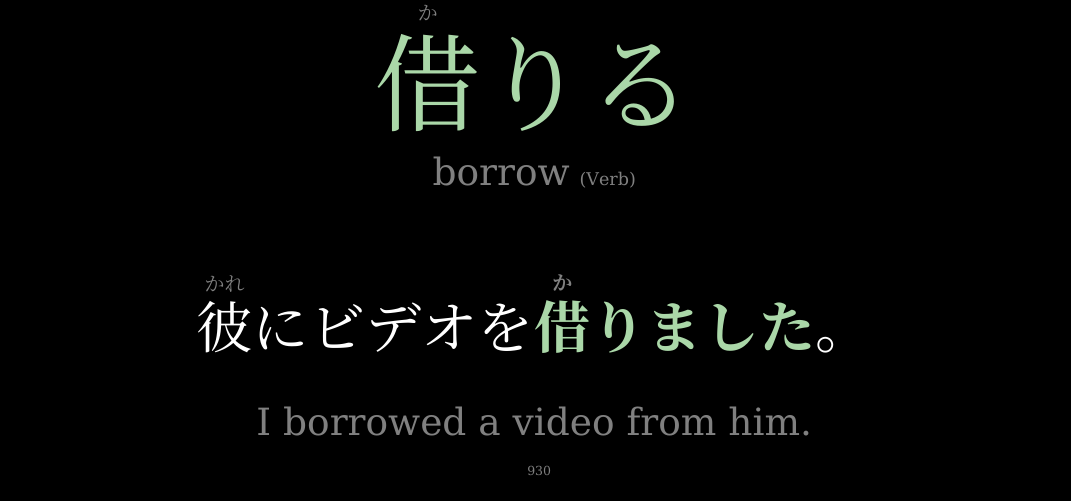 か
借りる
borrow (Verb)
かれ か
彼にビデオを借りました。
I borrowed a video from him.
930